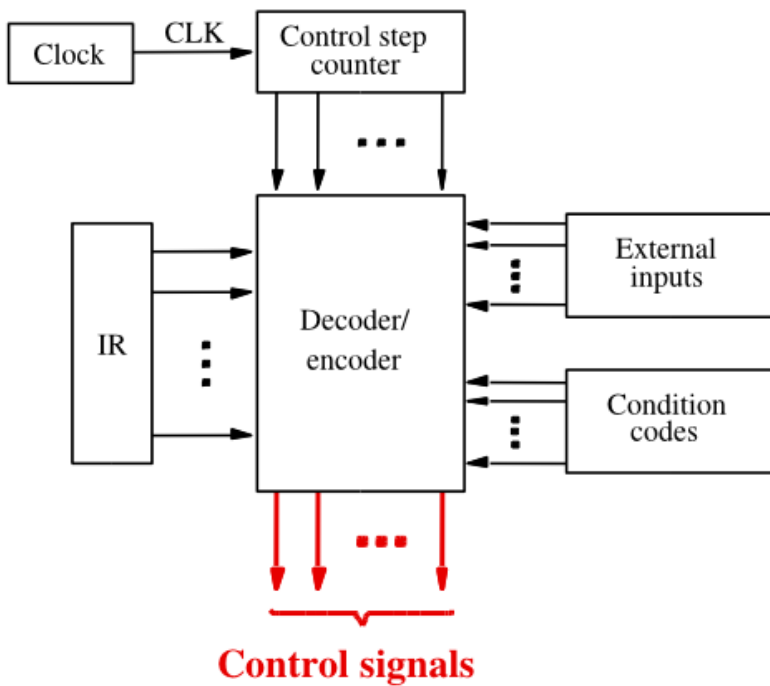 Clock
CLK
Control step
counter
IR
Decoder/
encoder
External
inputs
Condition
codes
Control signals